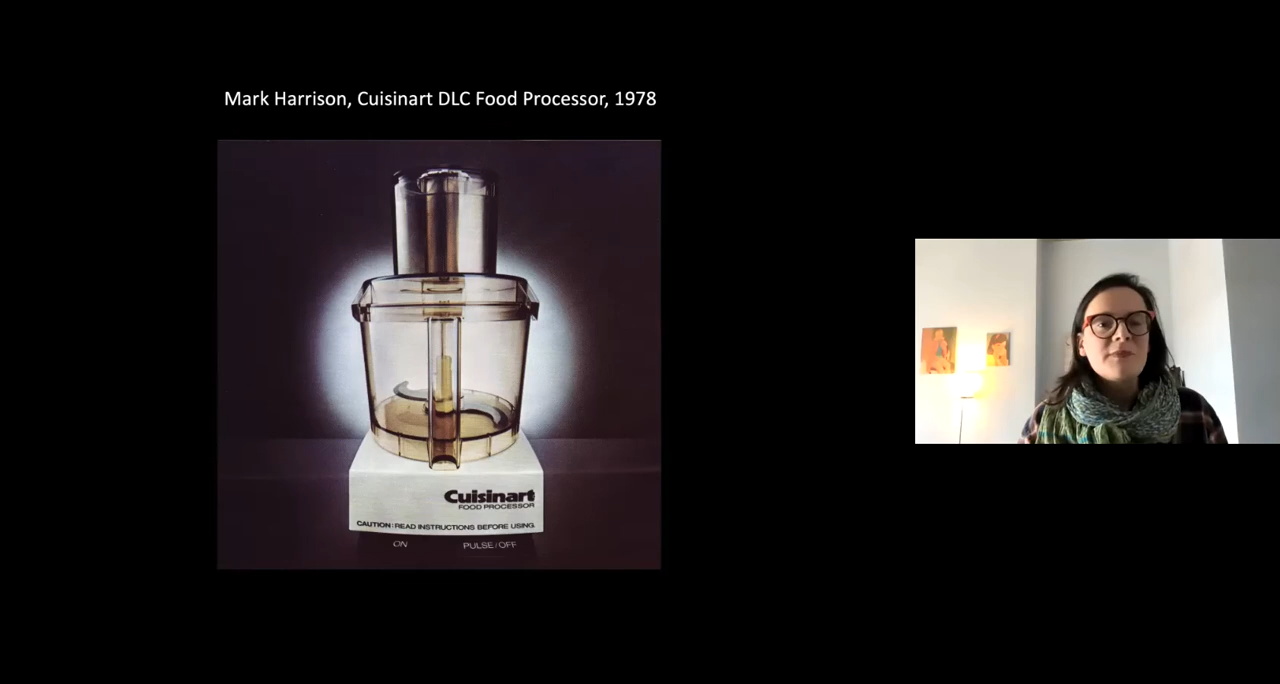 Mark Harrison, Cuisinart DLC Food Processor, 1978
Cuisinart
FOOD PROCESSOR
CAUTION: READ INSTRUCTIONS BEFORE USING.
ON PULSE/OFF